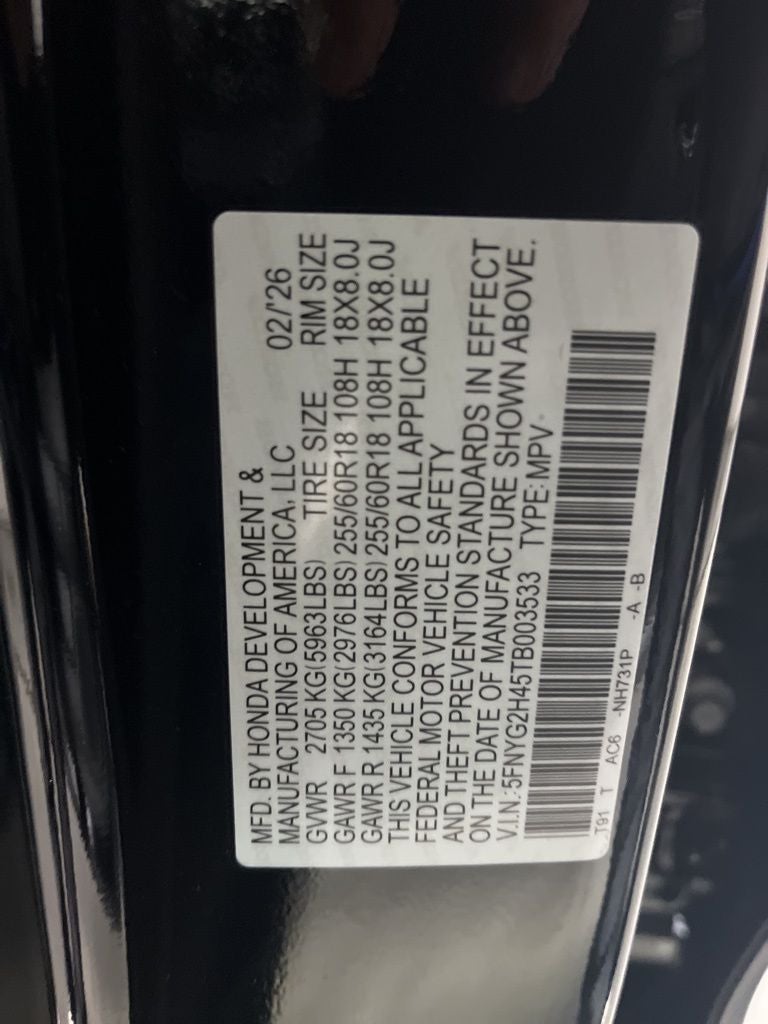 MFD. BY HONDA DEVELOPMENT &
MANUFACTURING OF AMERICA, LLC 02/'26
GVWR 2705 KG(5963LBS) TIRE SIZE RIM SIZE
GAWR F 1350 KG(2976LBS) 255/60R18 108H 18X8.0J
GAWR R 1435 KG(3164LBS) 255/60R18 108H 18X8.0J
THIS VEHICLE CONFORMS TO ALL APPLICABLE
FEDERAL MOTOR VEHICLE SAFETY
AND THEFT PREVENTION STANDARDS IN EFFECT
ON THE DATE OF MANUFACTURE SHOWN ABOVE.
V.I.N.: 5FNYG2H45TB003533 TYPE: MPV
T91 T AC6 -NH731P -A -B